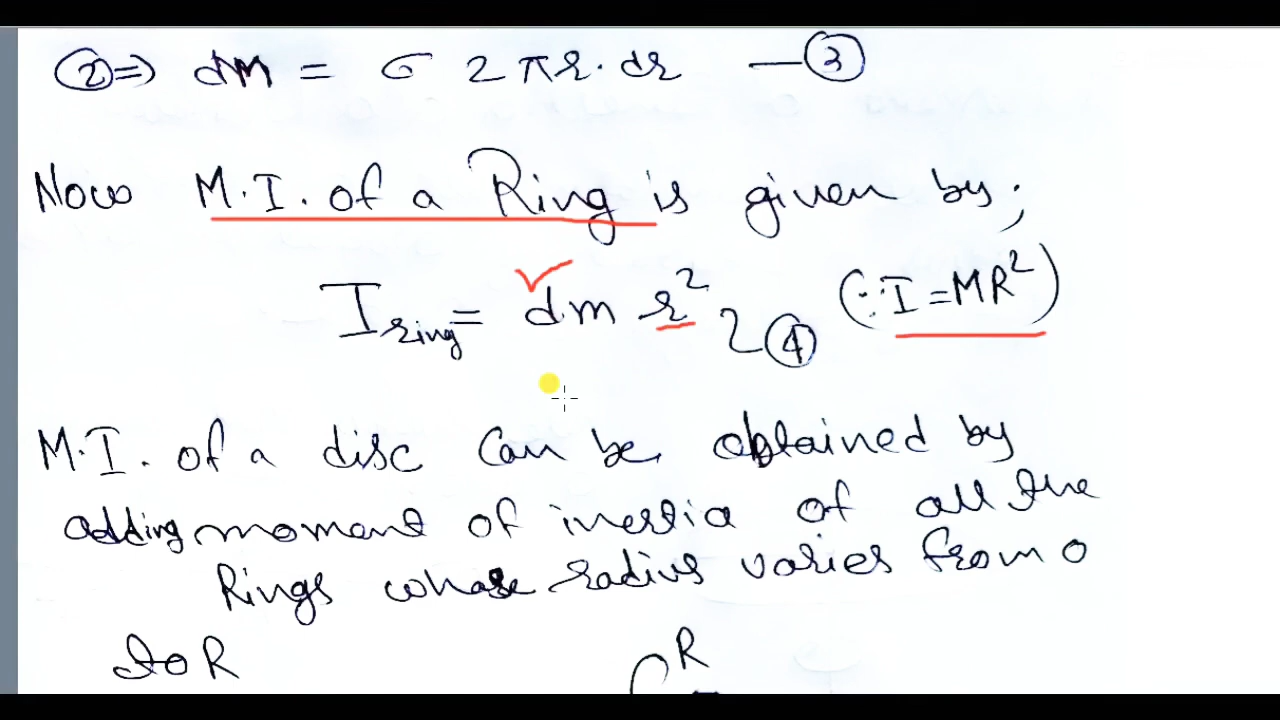 ② ⇒ dm = σ 2πr.dr —③
Now M.I. of a Ring is given by;
I ring = dm r² ④ (∵ I = MR²)
M.I. of a disc can be obtained by
adding moment of inertia of all the
Rings whose radius varies from 0
to R
∫ R